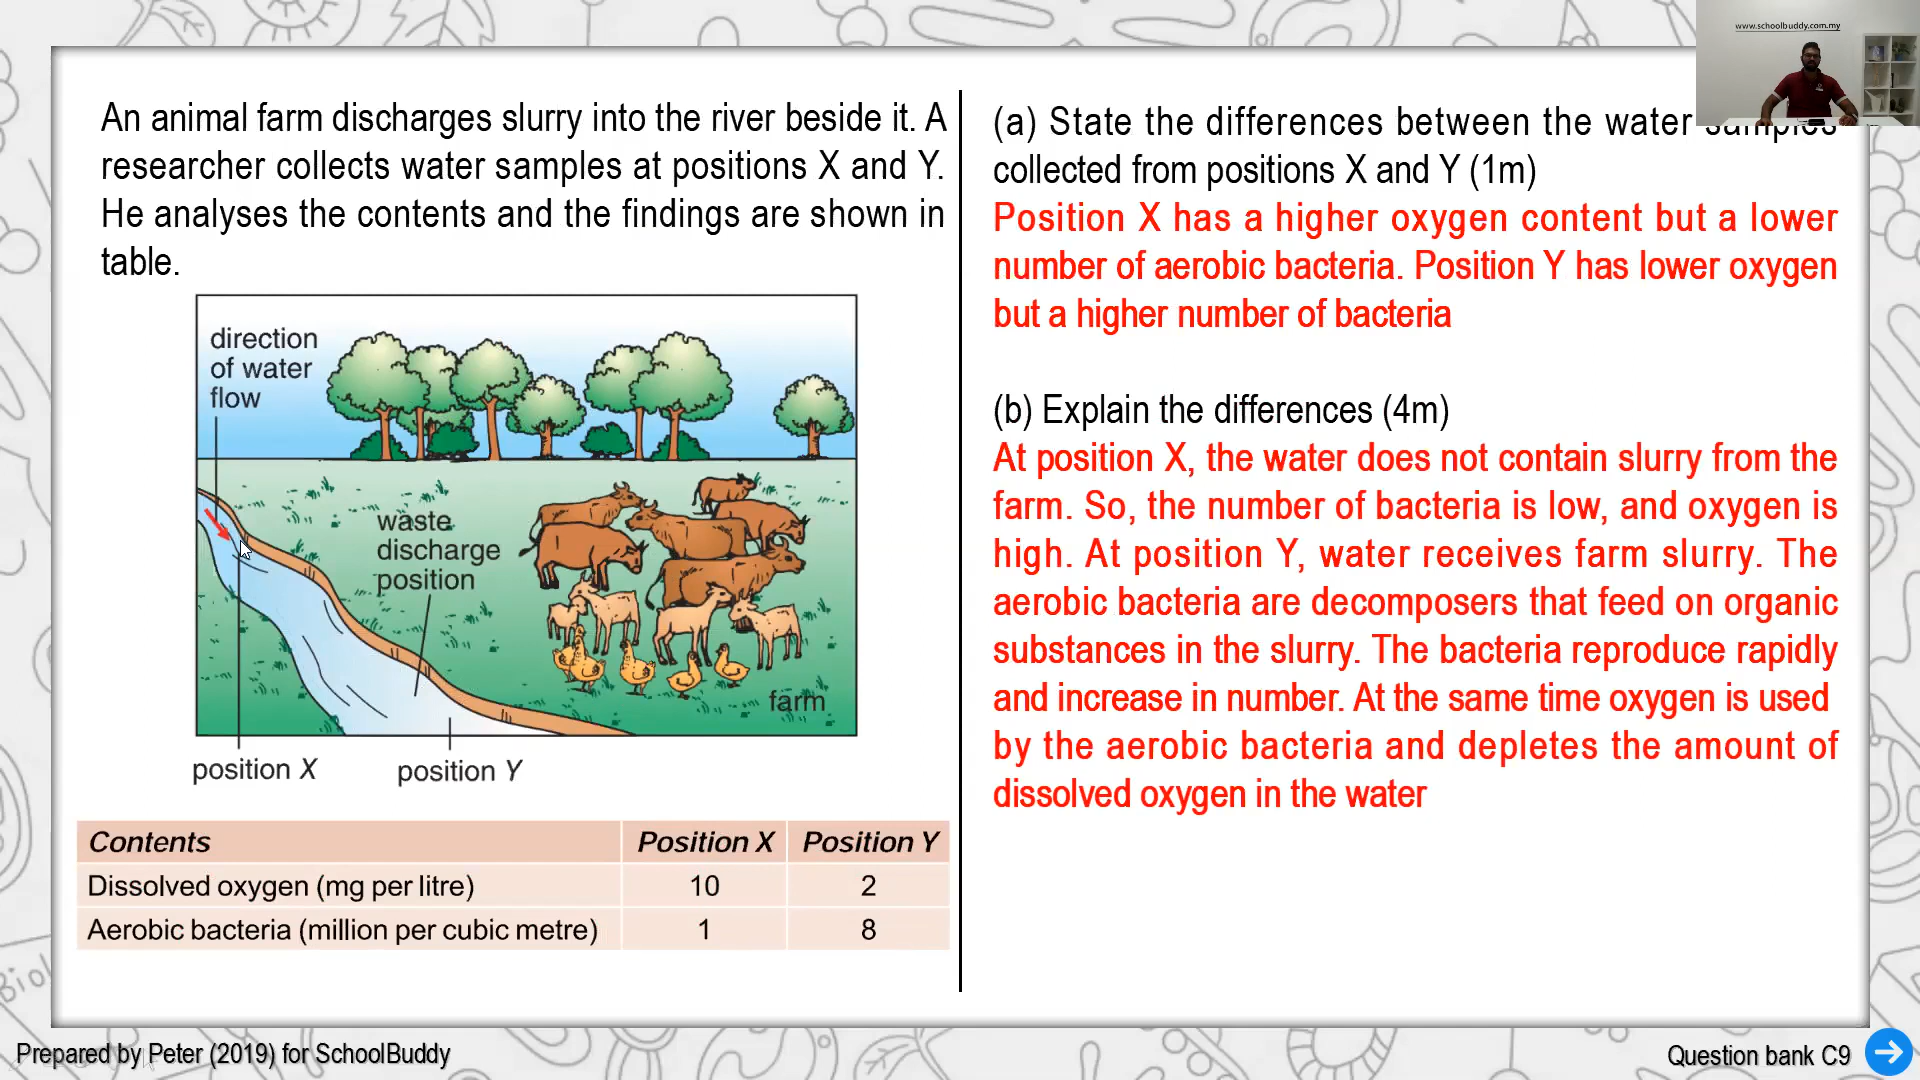 www.schoolbuddy.com.my
An animal farm discharges slurry into the river beside it. A
researcher collects water samples at positions X and Y.
He analyses the contents and the findings are shown in
table.
direction
of water
flow
waste
discharge
position
farm
position X
position Y
Contents Position X Position Y
Dissolved oxygen (mg per litre) 10 2
Aerobic bacteria (million per cubic metre) 1 8
(a) State the differences between the water samples
collected from positions X and Y (1m)
Position X has a higher oxygen content but a lower
number of aerobic bacteria. Position Y has lower oxygen
but a higher number of bacteria
(b) Explain the differences (4m)
At position X, the water does not contain slurry from the
farm. So, the number of bacteria is low, and oxygen is
high. At position Y, water receives farm slurry. The
aerobic bacteria are decomposers that feed on organic
substances in the slurry. The bacteria reproduce rapidly
and increase in number. At the same time oxygen is used
by the aerobic bacteria and depletes the amount of
dissolved oxygen in the water
Prepared by Peter (2019) for SchoolBuddy
Question bank C9